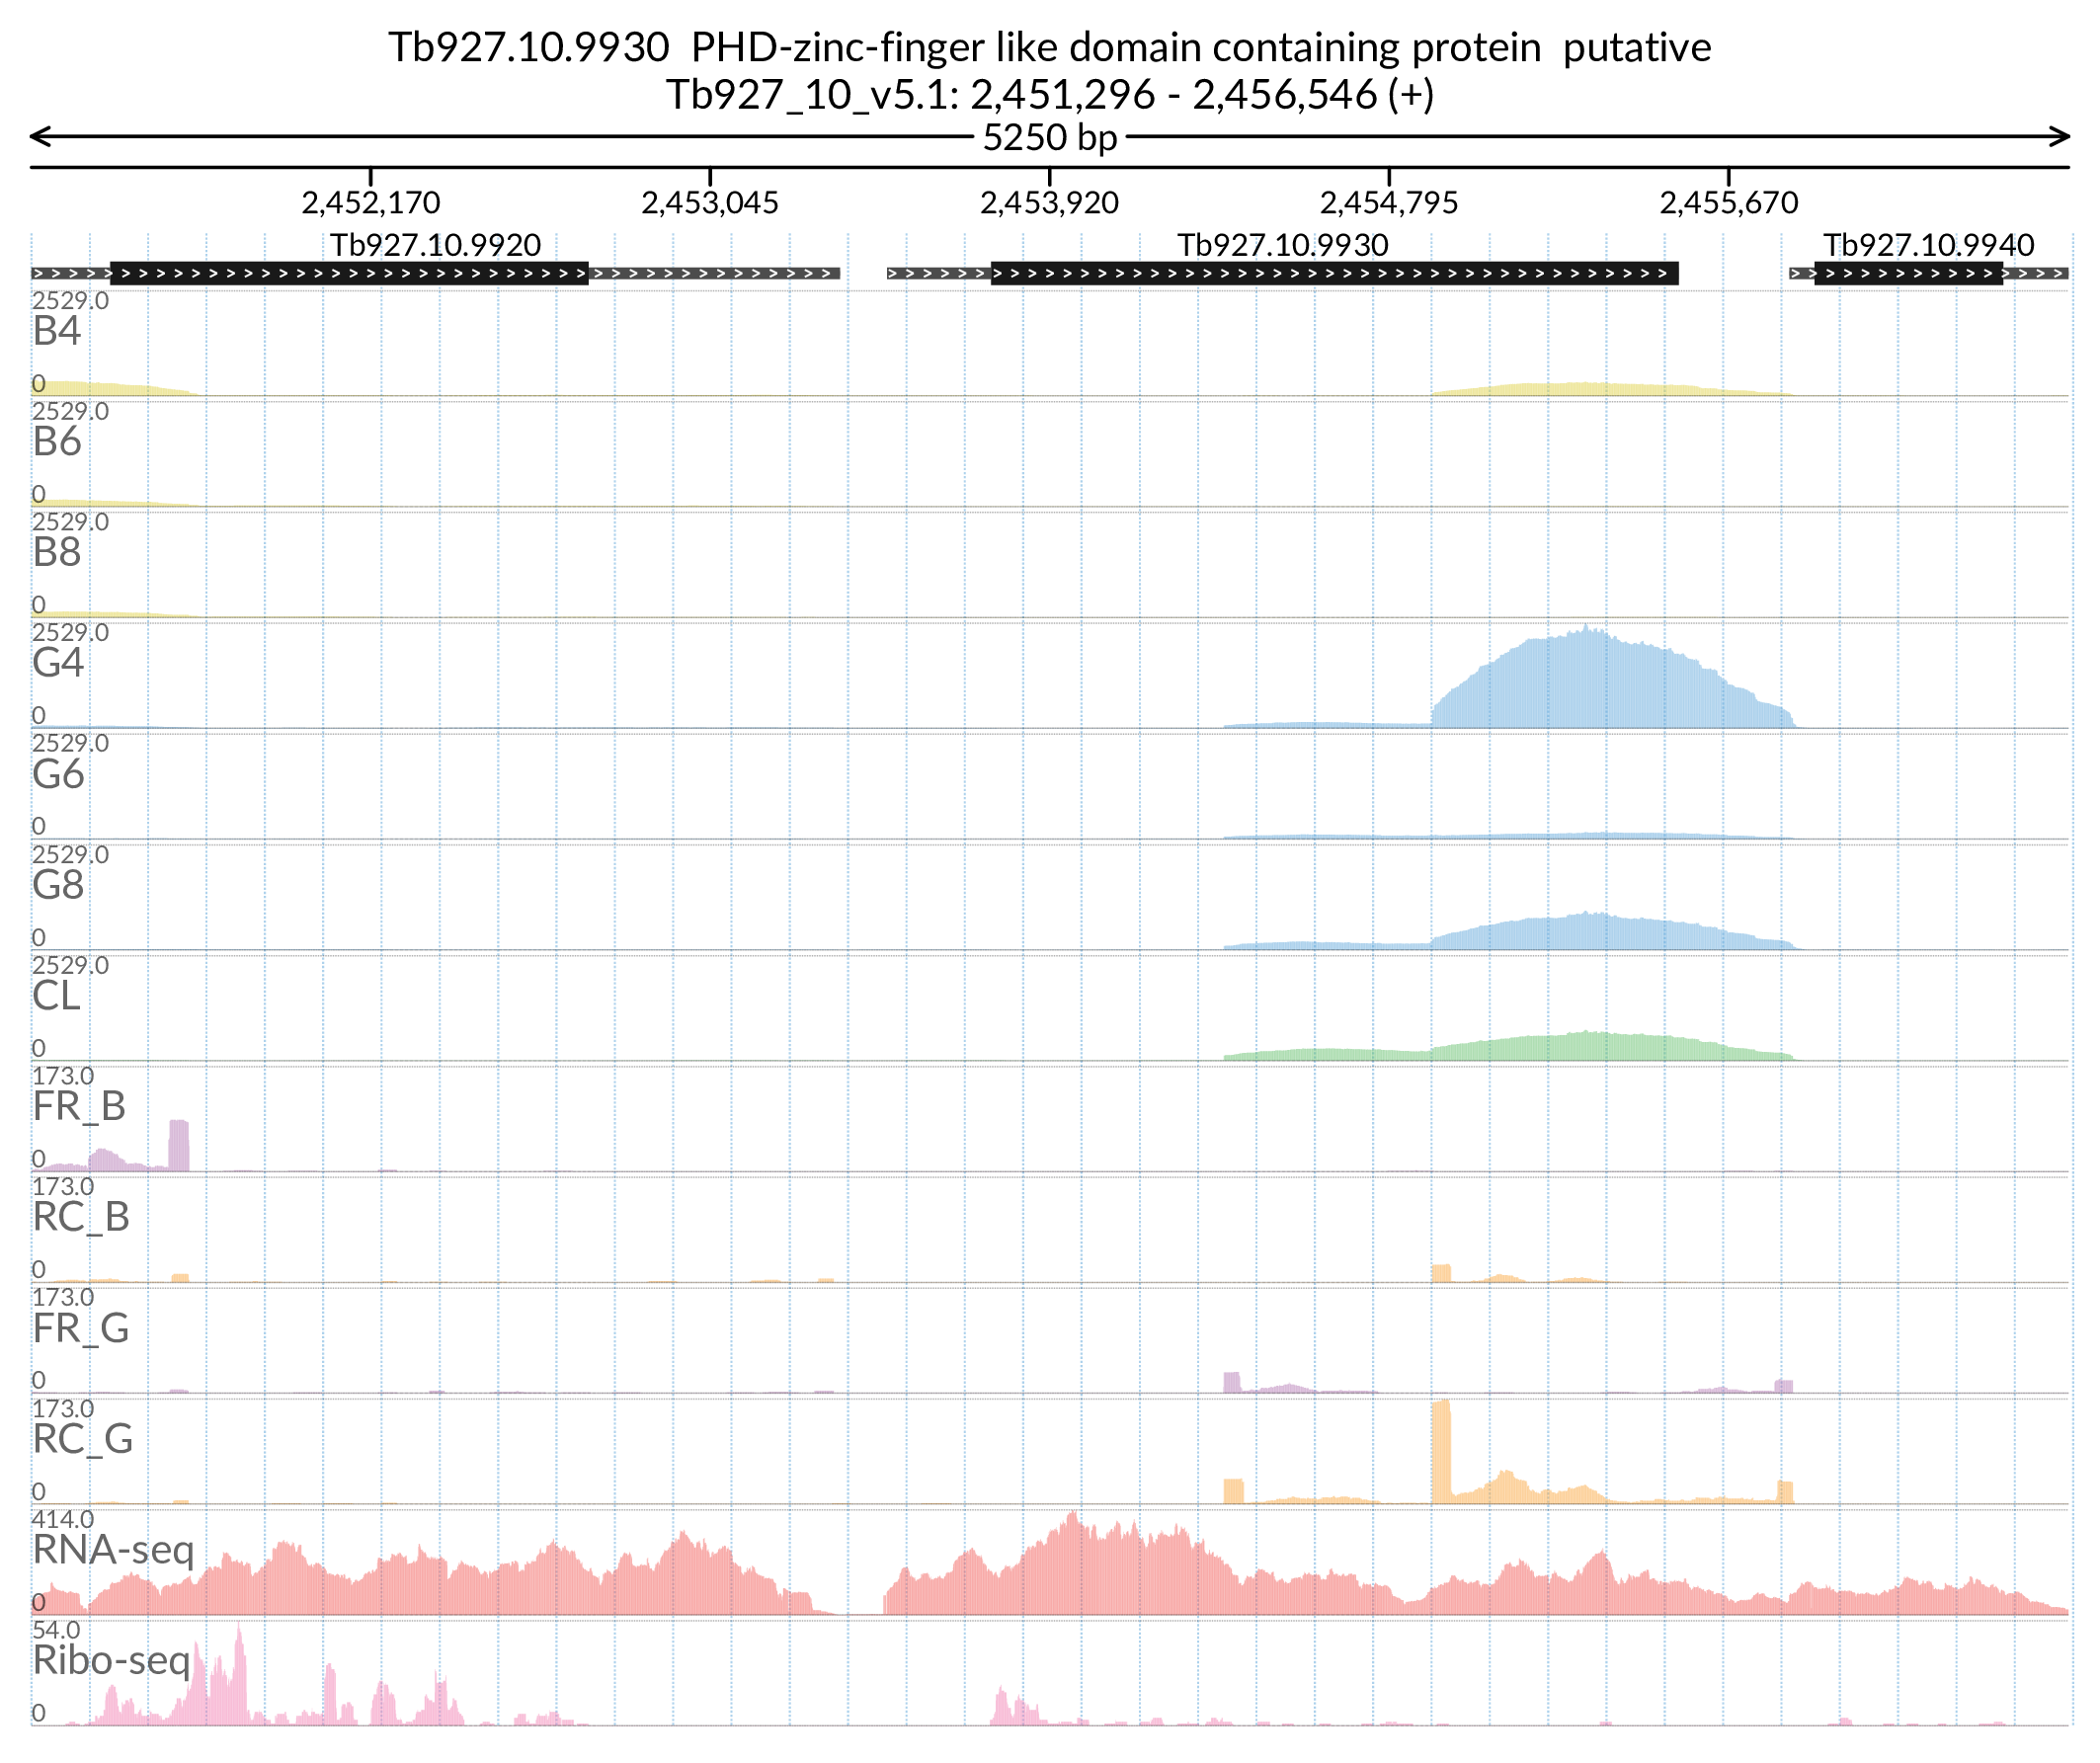 Tb927.10.9930  PHD-zinc-finger like domain containing protein  putative
Tb927_10_v5.1: 2,451,296 - 2,456,546 (+)
5250 bp
2,452,170 2,453,045 2,453,920 2,454,795 2,455,670
Tb927.10.9920 Tb927.10.9930 Tb927.10.9940
2529.0
B4
0
2529.0
B6
0
2529.0
B8
0
2529.0
G4
0
2529.0
G6
0
2529.0
G8
0
2529.0
CL
0
173.0
FR_B
0
173.0
RC_B
0
173.0
FR_G
0
173.0
RC_G
0
414.0
RNA-seq
0
54.0
Ribo-seq
0